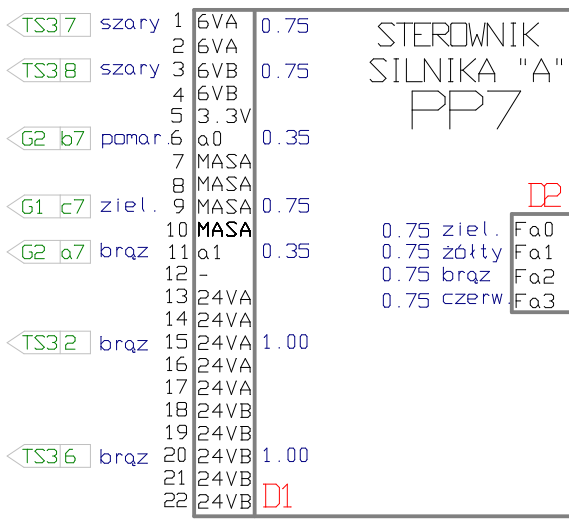 TS3 7 szary 1 6VA 0.75 STEROWNIK
2 6VA
TS3 8 szary 3 6VB 0.75 SILNIKA "A"
4 6VB
5 3.3V PP7
G2 b7 pomar. 6 a0 0.35
7 MASA
8 MASA D2
G1 c7 ziel. 9 MASA 0.75
10 MASA 0.75 ziel. Fa0
G2 a7 brąz 11 a1 0.35 0.75 żółty Fa1
12 - 0.75 brąz Fa2
13 24VA 0.75 czerw. Fa3
14 24VA
TS3 2 brąz 15 24VA 1.00
16 24VA
17 24VA
18 24VB
19 24VB
TS3 6 brąz 20 24VB 1.00
21 24VB
22 24VB D1